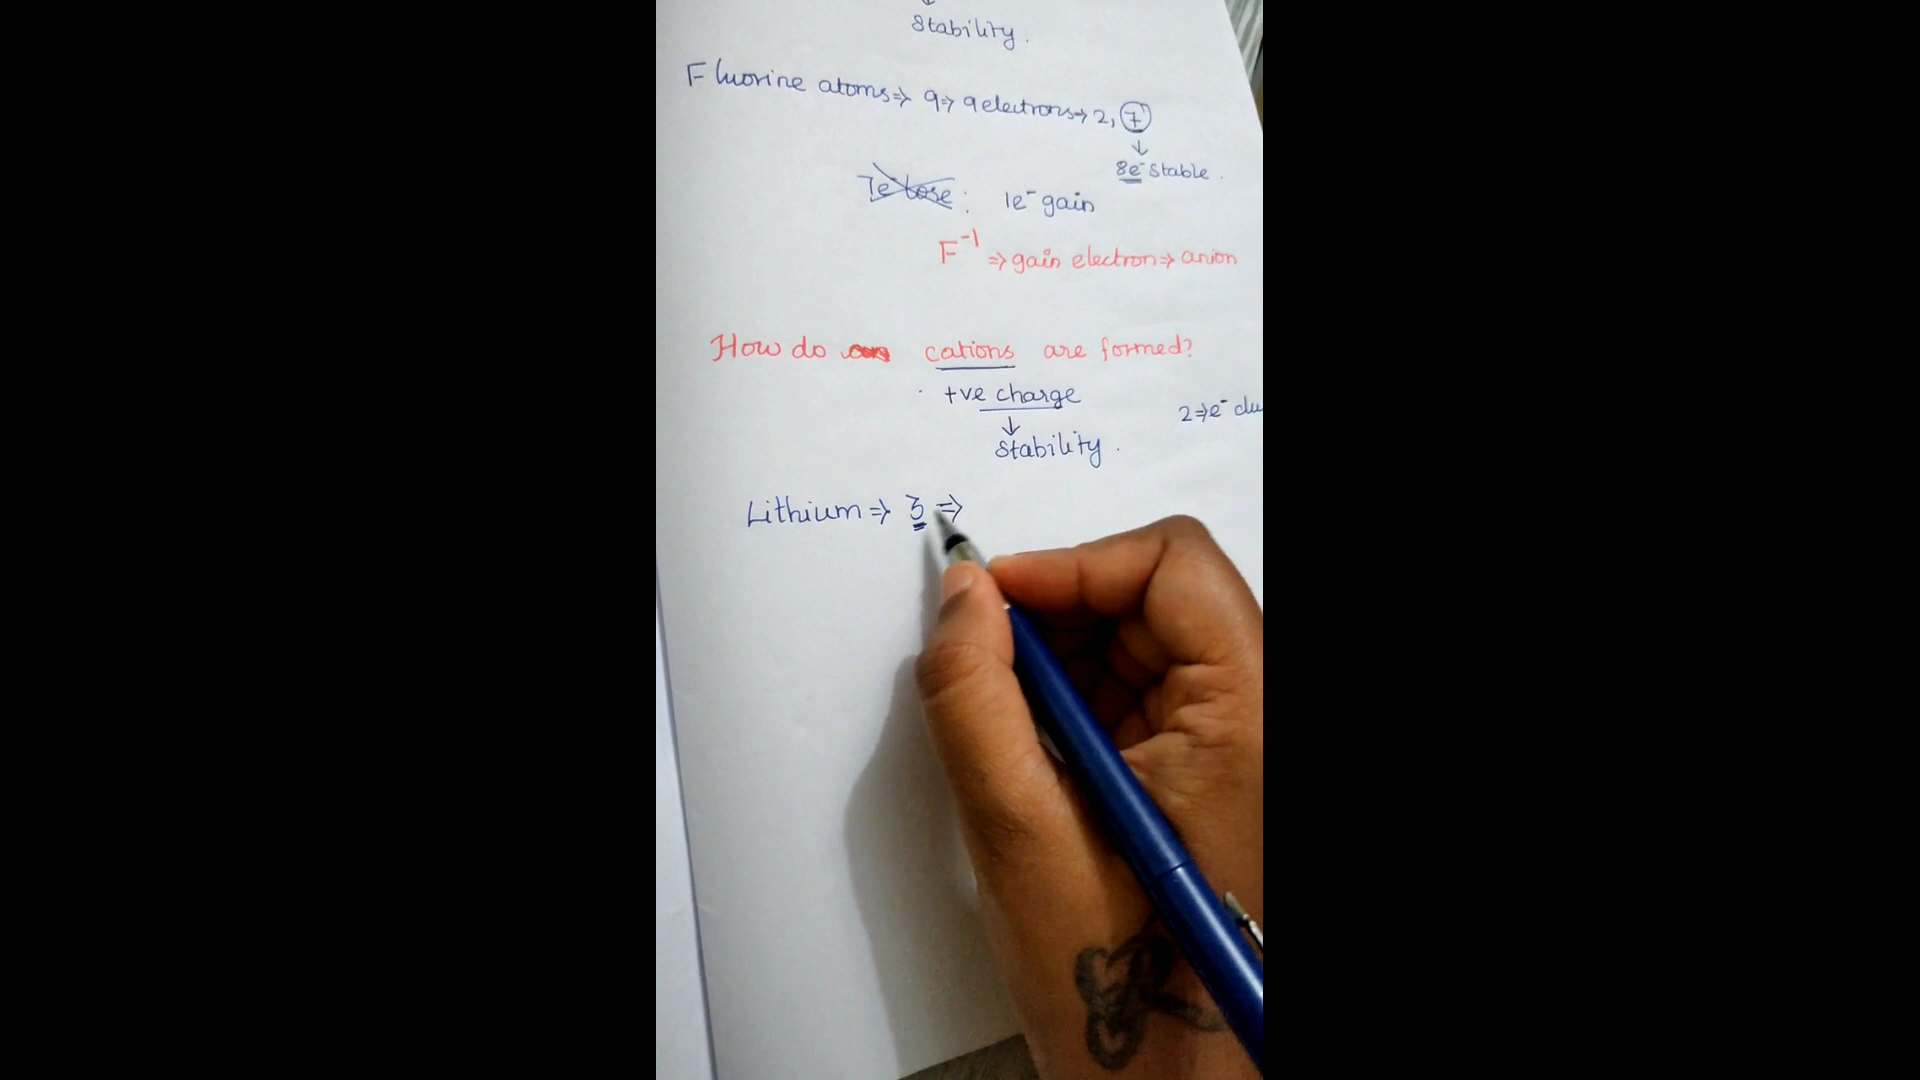 Stability.
Fluorine atoms ⇒ 9 ⇒ 9 electrons → 2, 7
↓
8e⁻ Stable.
7e⁻ lose : 1e⁻ gain
F⁻¹ ⇒ gain electron ⇒ anion
How do cations are formed?
+ve charge
2 ⇒ e⁻
↓
Stability.
Lithium ⇒ 3 ⇒